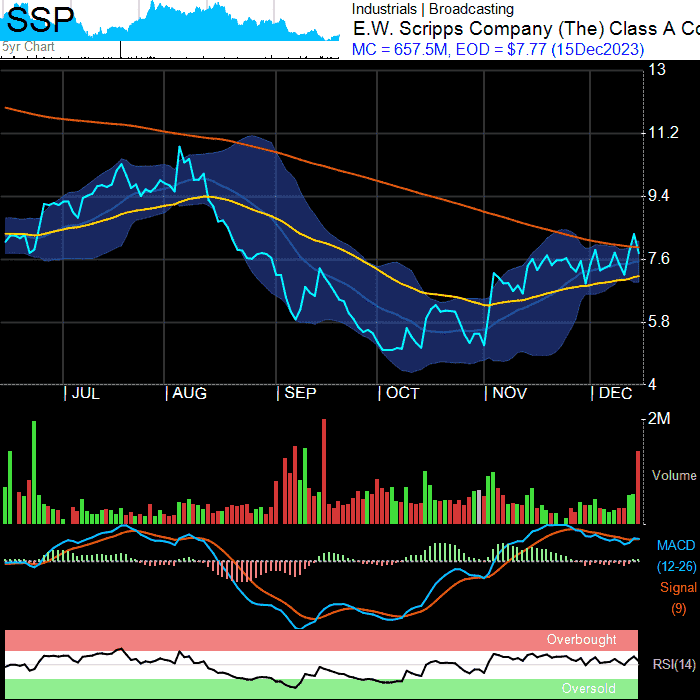 SSP
5yr Chart
Industrials | Broadcasting
E.W. Scripps Company (The) Class A Co
MC = 657.5M, EOD = $7.77 (15Dec2023)
13
11.2
9.4
7.6
5.8
4
| JUL | AUG | SEP | OCT | NOV | DEC
2M
Volume
MACD
(12-26)
Signal
(9)
Overbought
RSI(14)
Oversold